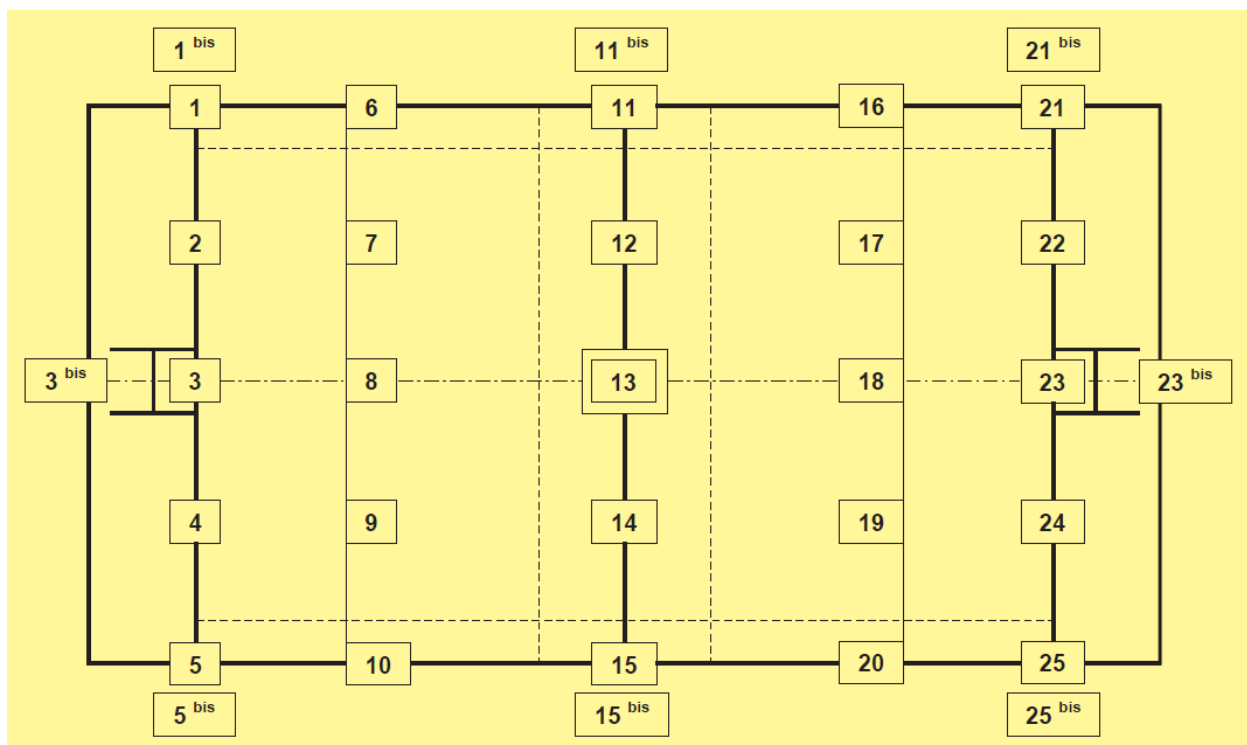 1 bis 11 bis 21 bis
1 6 11 16 21
2 7 12 17 22
3 bis 3 8 13 18 23 23 bis
4 9 14 19 24
5 10 15 20 25
5 bis 15 bis 25 bis